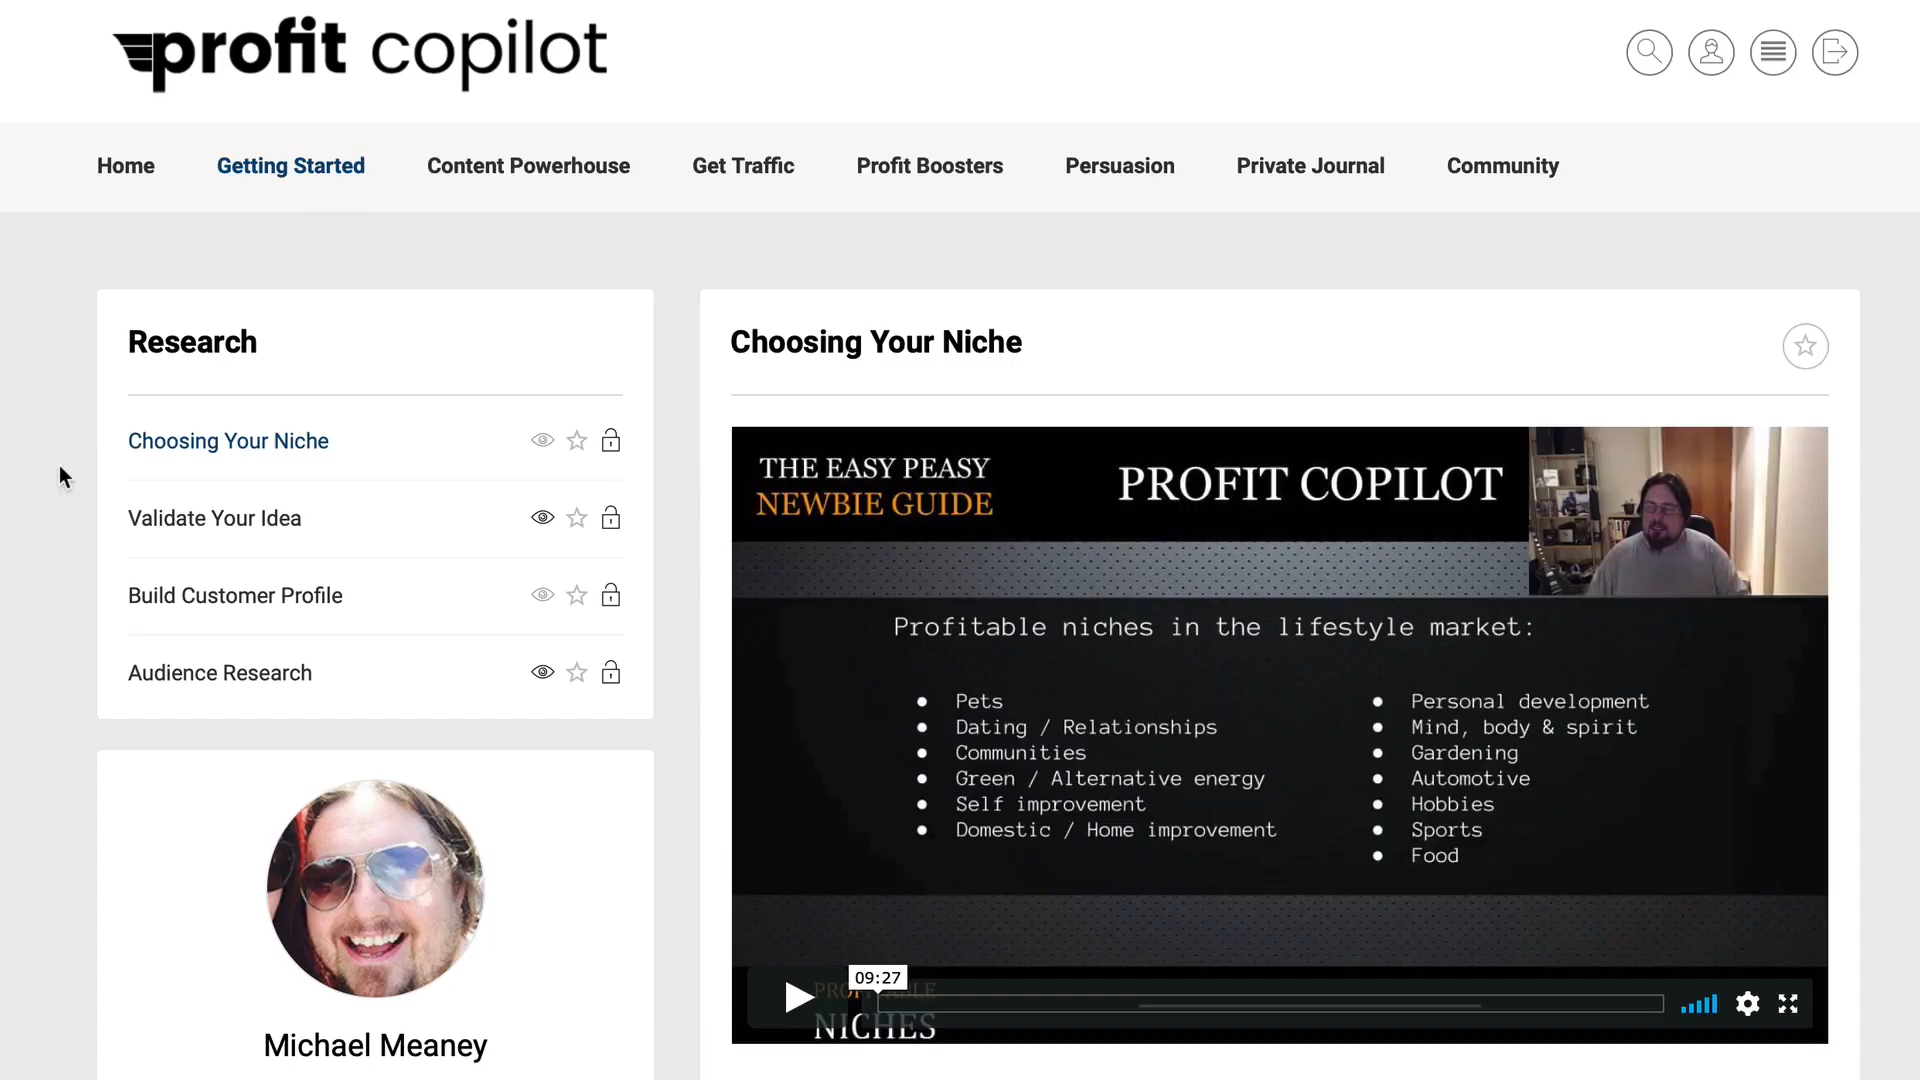 profit copilot
Home Getting Started Content Powerhouse Get Traffic Profit Boosters Persuasion Private Journal Community
Research
Choosing Your Niche
Validate Your Idea
Build Customer Profile
Audience Research
Michael Meaney
Choosing Your Niche
THE EASY PEASY
NEWBIE GUIDE
PROFIT COPILOT
Profitable niches in the lifestyle market:
Pets
Dating / Relationships
Communities
Green / Alternative energy
Self improvement
Domestic / Home improvement
Personal development
Mind, body & spirit
Gardening
Automotive
Hobbies
Sports
Food
09:27
PROFITABLE
NICHES